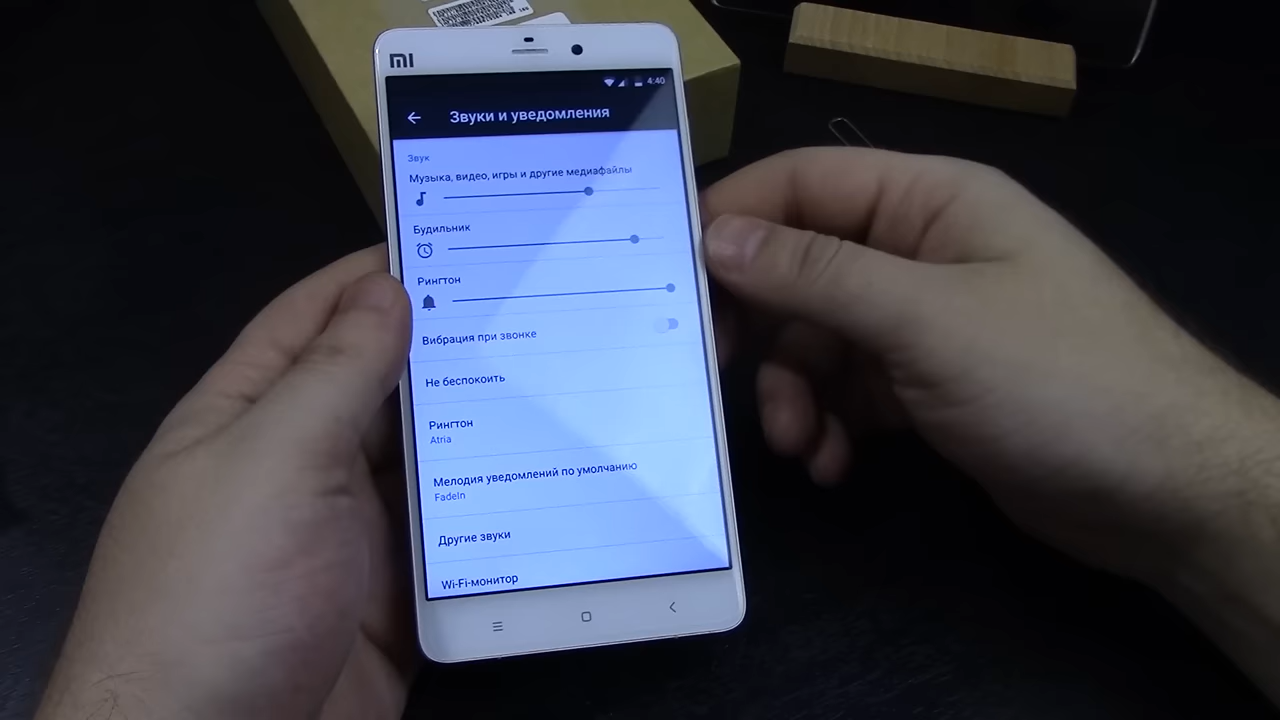 MI
4:40
Звуки и уведомления
Звук
Музыка, видео, игры и другие медиафайлы
Будильник
Рингтон
Вибрация при звонке
Не беспокоить
Рингтон
Atria
Мелодия уведомлений по умолчанию
FadeIn
Другие звуки
Wi-Fi-монитор